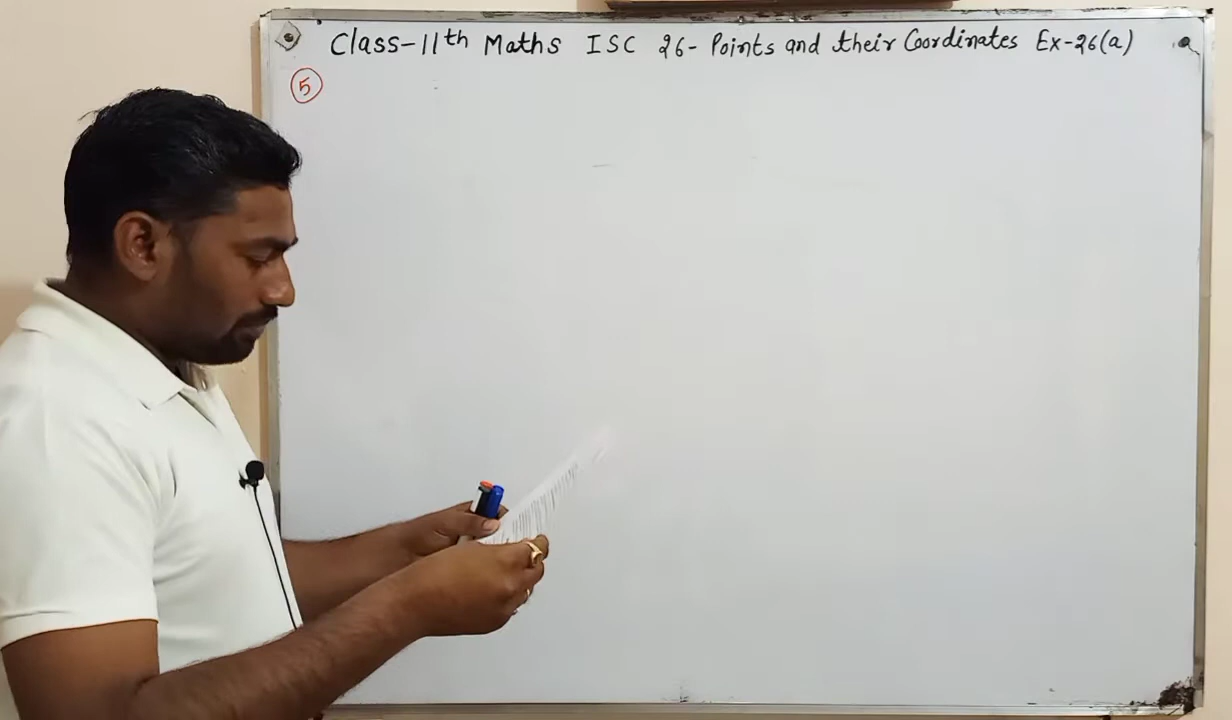 Class-11th Maths ISC 26- Points and their Coordinates Ex-26(a)
5